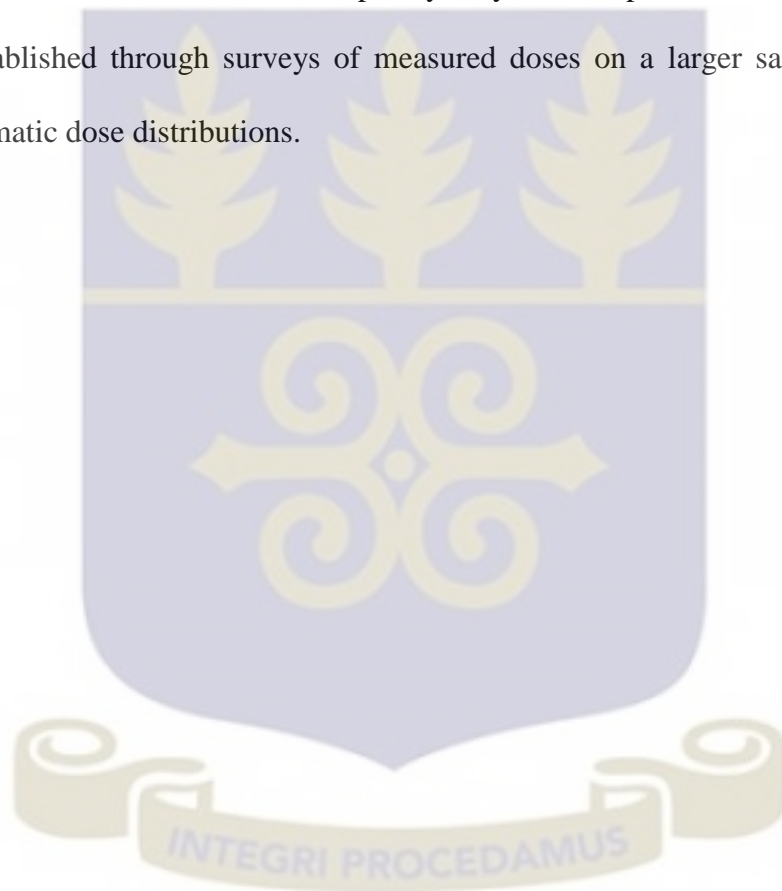 ablished through surveys of measured doses on a larger sa
matic dose distributions.
INTEGRI PROCEDAMUS